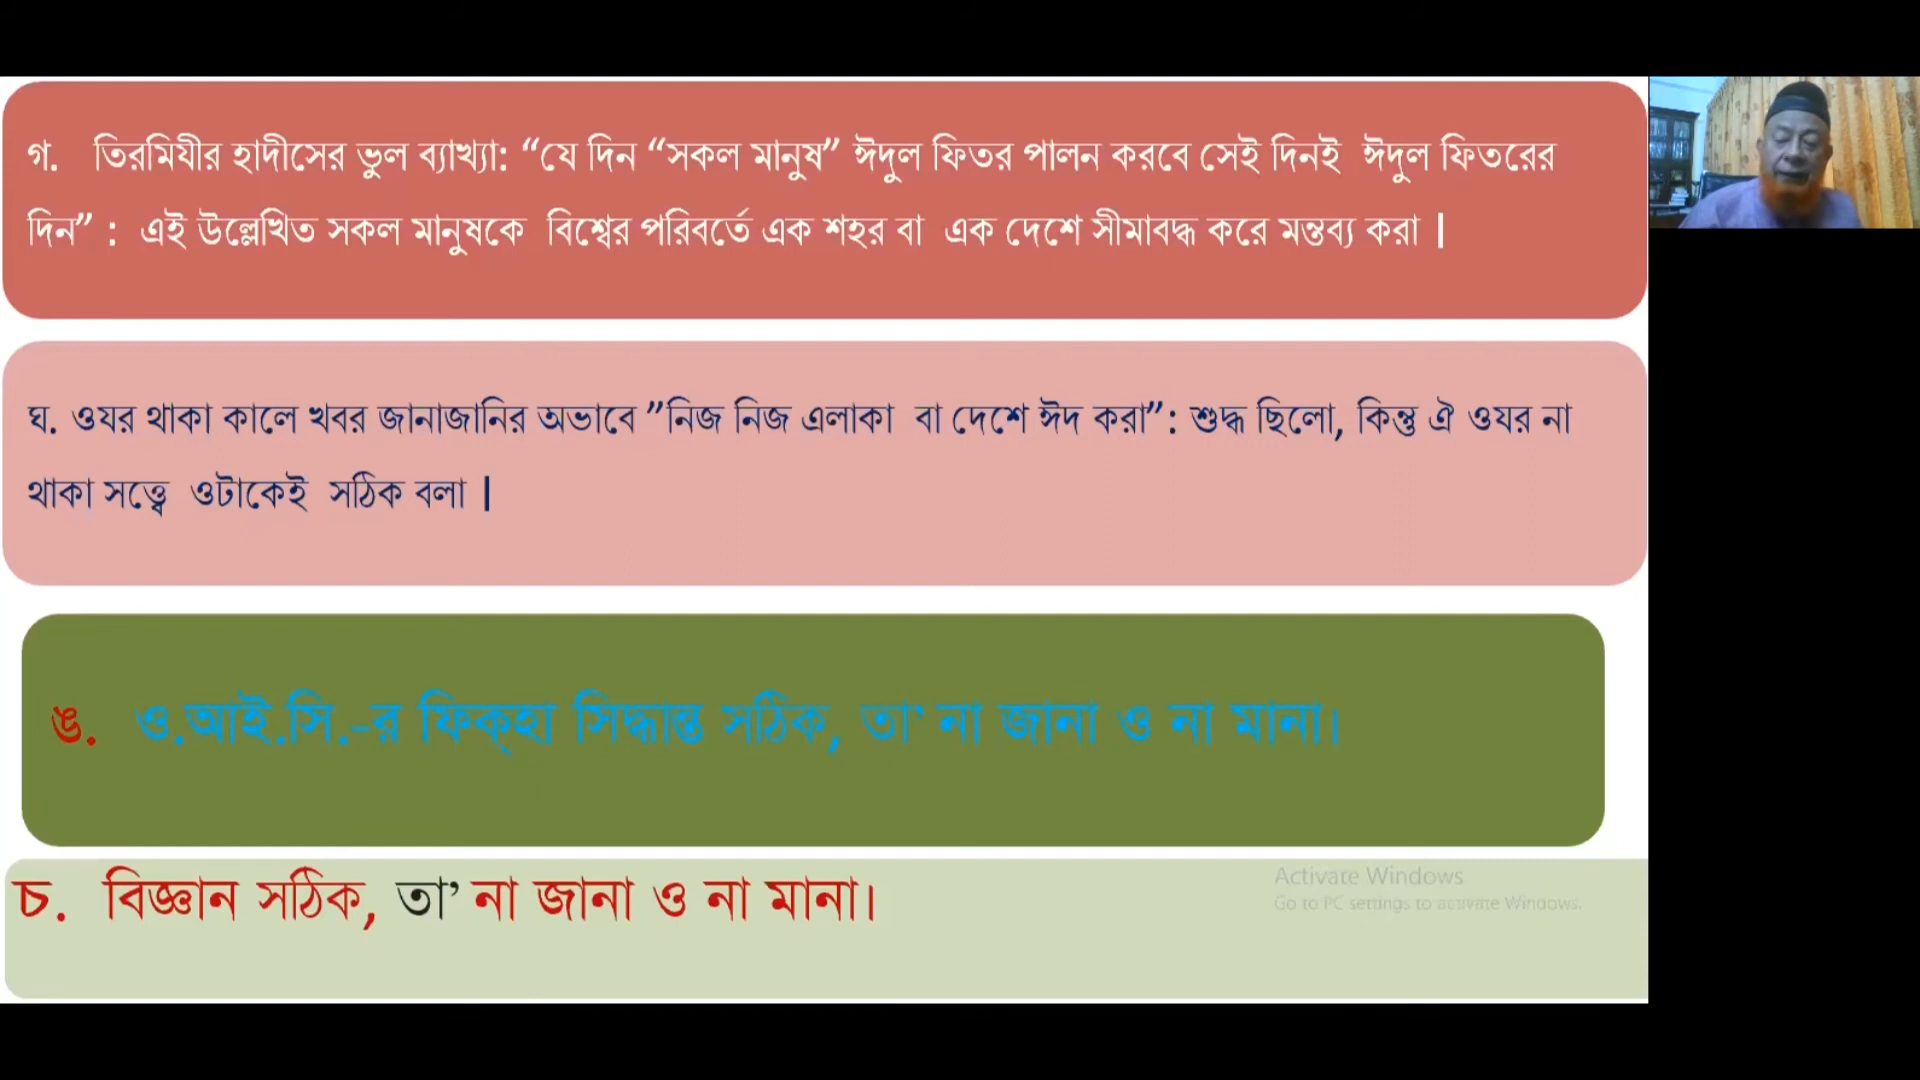 গ. তিরমিযীর হাদীসের ভুল ব্যাখ্যা: “যে দিন “সকল মানুষ” ঈদুল ফিতর পালন করবে সেই দিনই ঈদুল ফিতরের
দিন” : এই উল্লেখিত সকল মানুষকে বিশ্বের পরিবর্তে এক শহর বা এক দেশে সীমাবদ্ধ করে মন্তব্য করা |
ঘ. ওযর থাকা কালে খবর জানাজানির অভাবে ”নিজ নিজ এলাকা বা দেশে ঈদ করা”: শুদ্ধ ছিলো, কিন্তু ঐ ওযর না
থাকা সত্ত্বে ওটাকেই সঠিক বলা |
ঙ. ও.আই.সি.-র ফিক্‌হা সিদ্ধান্ত সঠিক, তা’ না জানা ও না মানা।
চ. বিজ্ঞান সঠিক, তা’ না জানা ও না মানা।
Activate Windows
Go to PC settings to activate Windows.